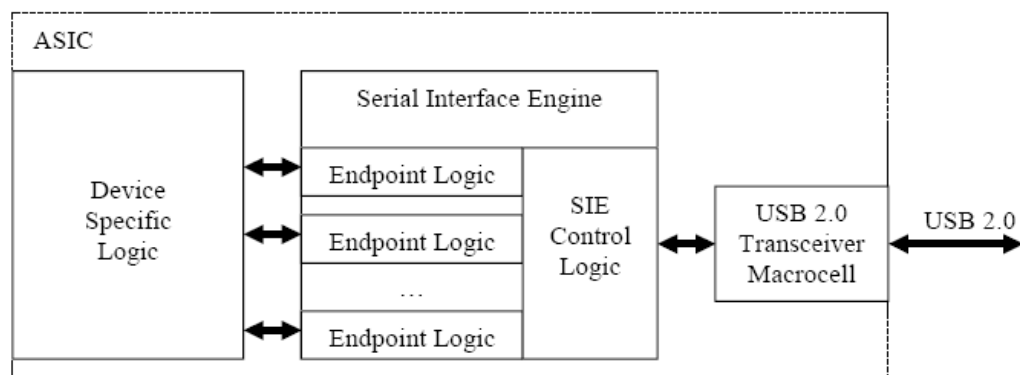 ASIC
Serial Interface Engine
Device
Specific
Logic
Endpoint Logic
Endpoint Logic
…
Endpoint Logic
SIE
Control
Logic
USB 2.0
Transceiver
Macrocell
USB 2.0